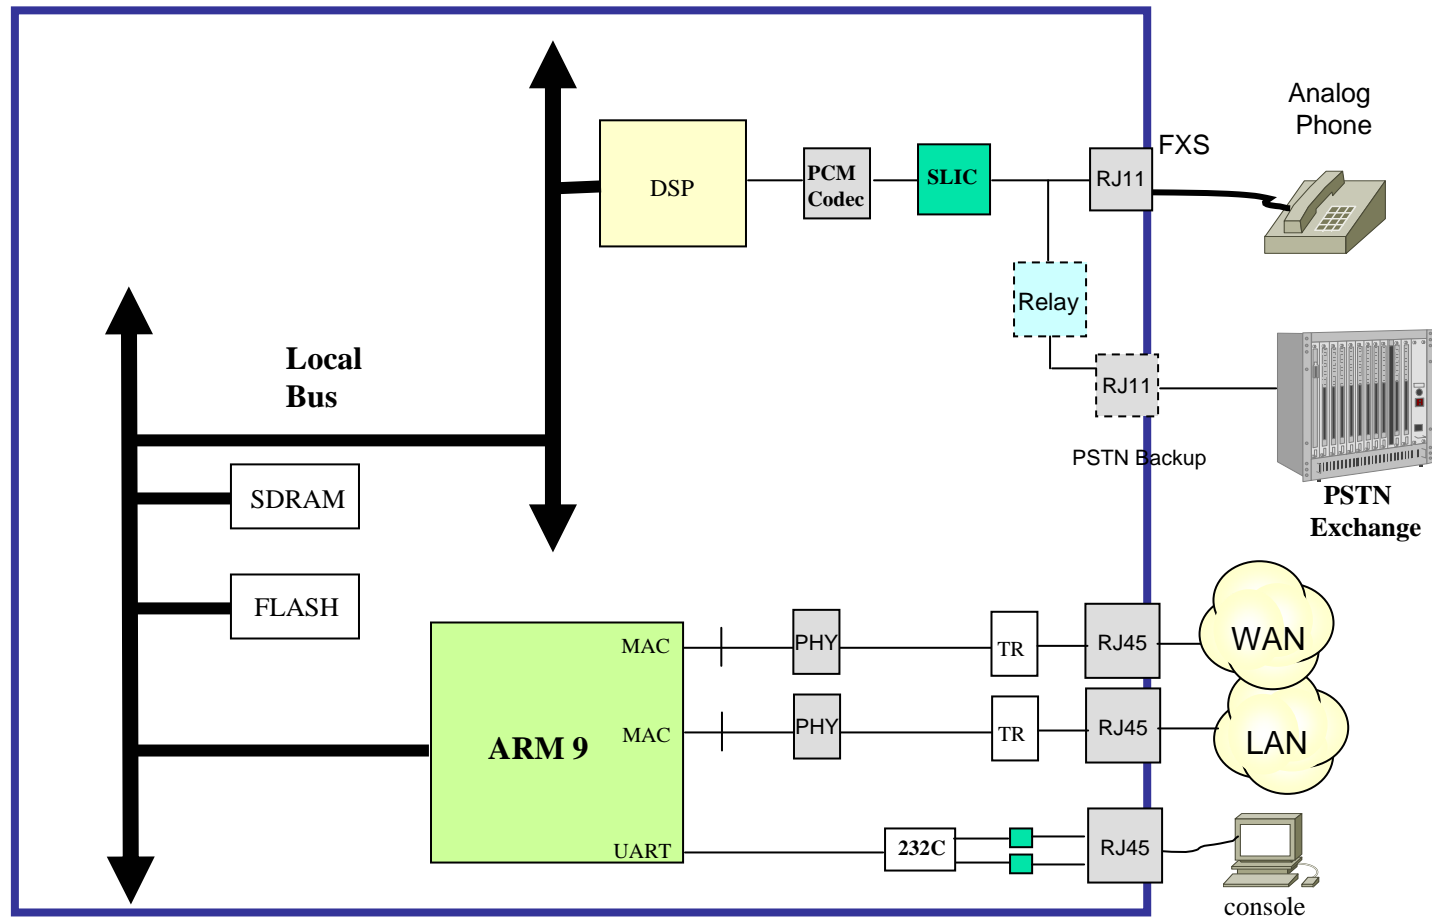 Analog
Phone
FXS
DSP
PCM
Codec
SLIC
RJ11
Relay
Local
Bus
RJ11
PSTN Backup
PSTN
Exchange
SDRAM
FLASH
MAC
PHY
TR
RJ45
WAN
ARM 9
MAC
PHY
TR
RJ45
LAN
UART
232C
RJ45
console